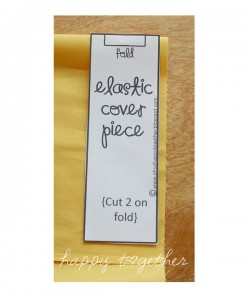 fold
elastic
cover
piece
{Cut 2 on
fold}
happy together